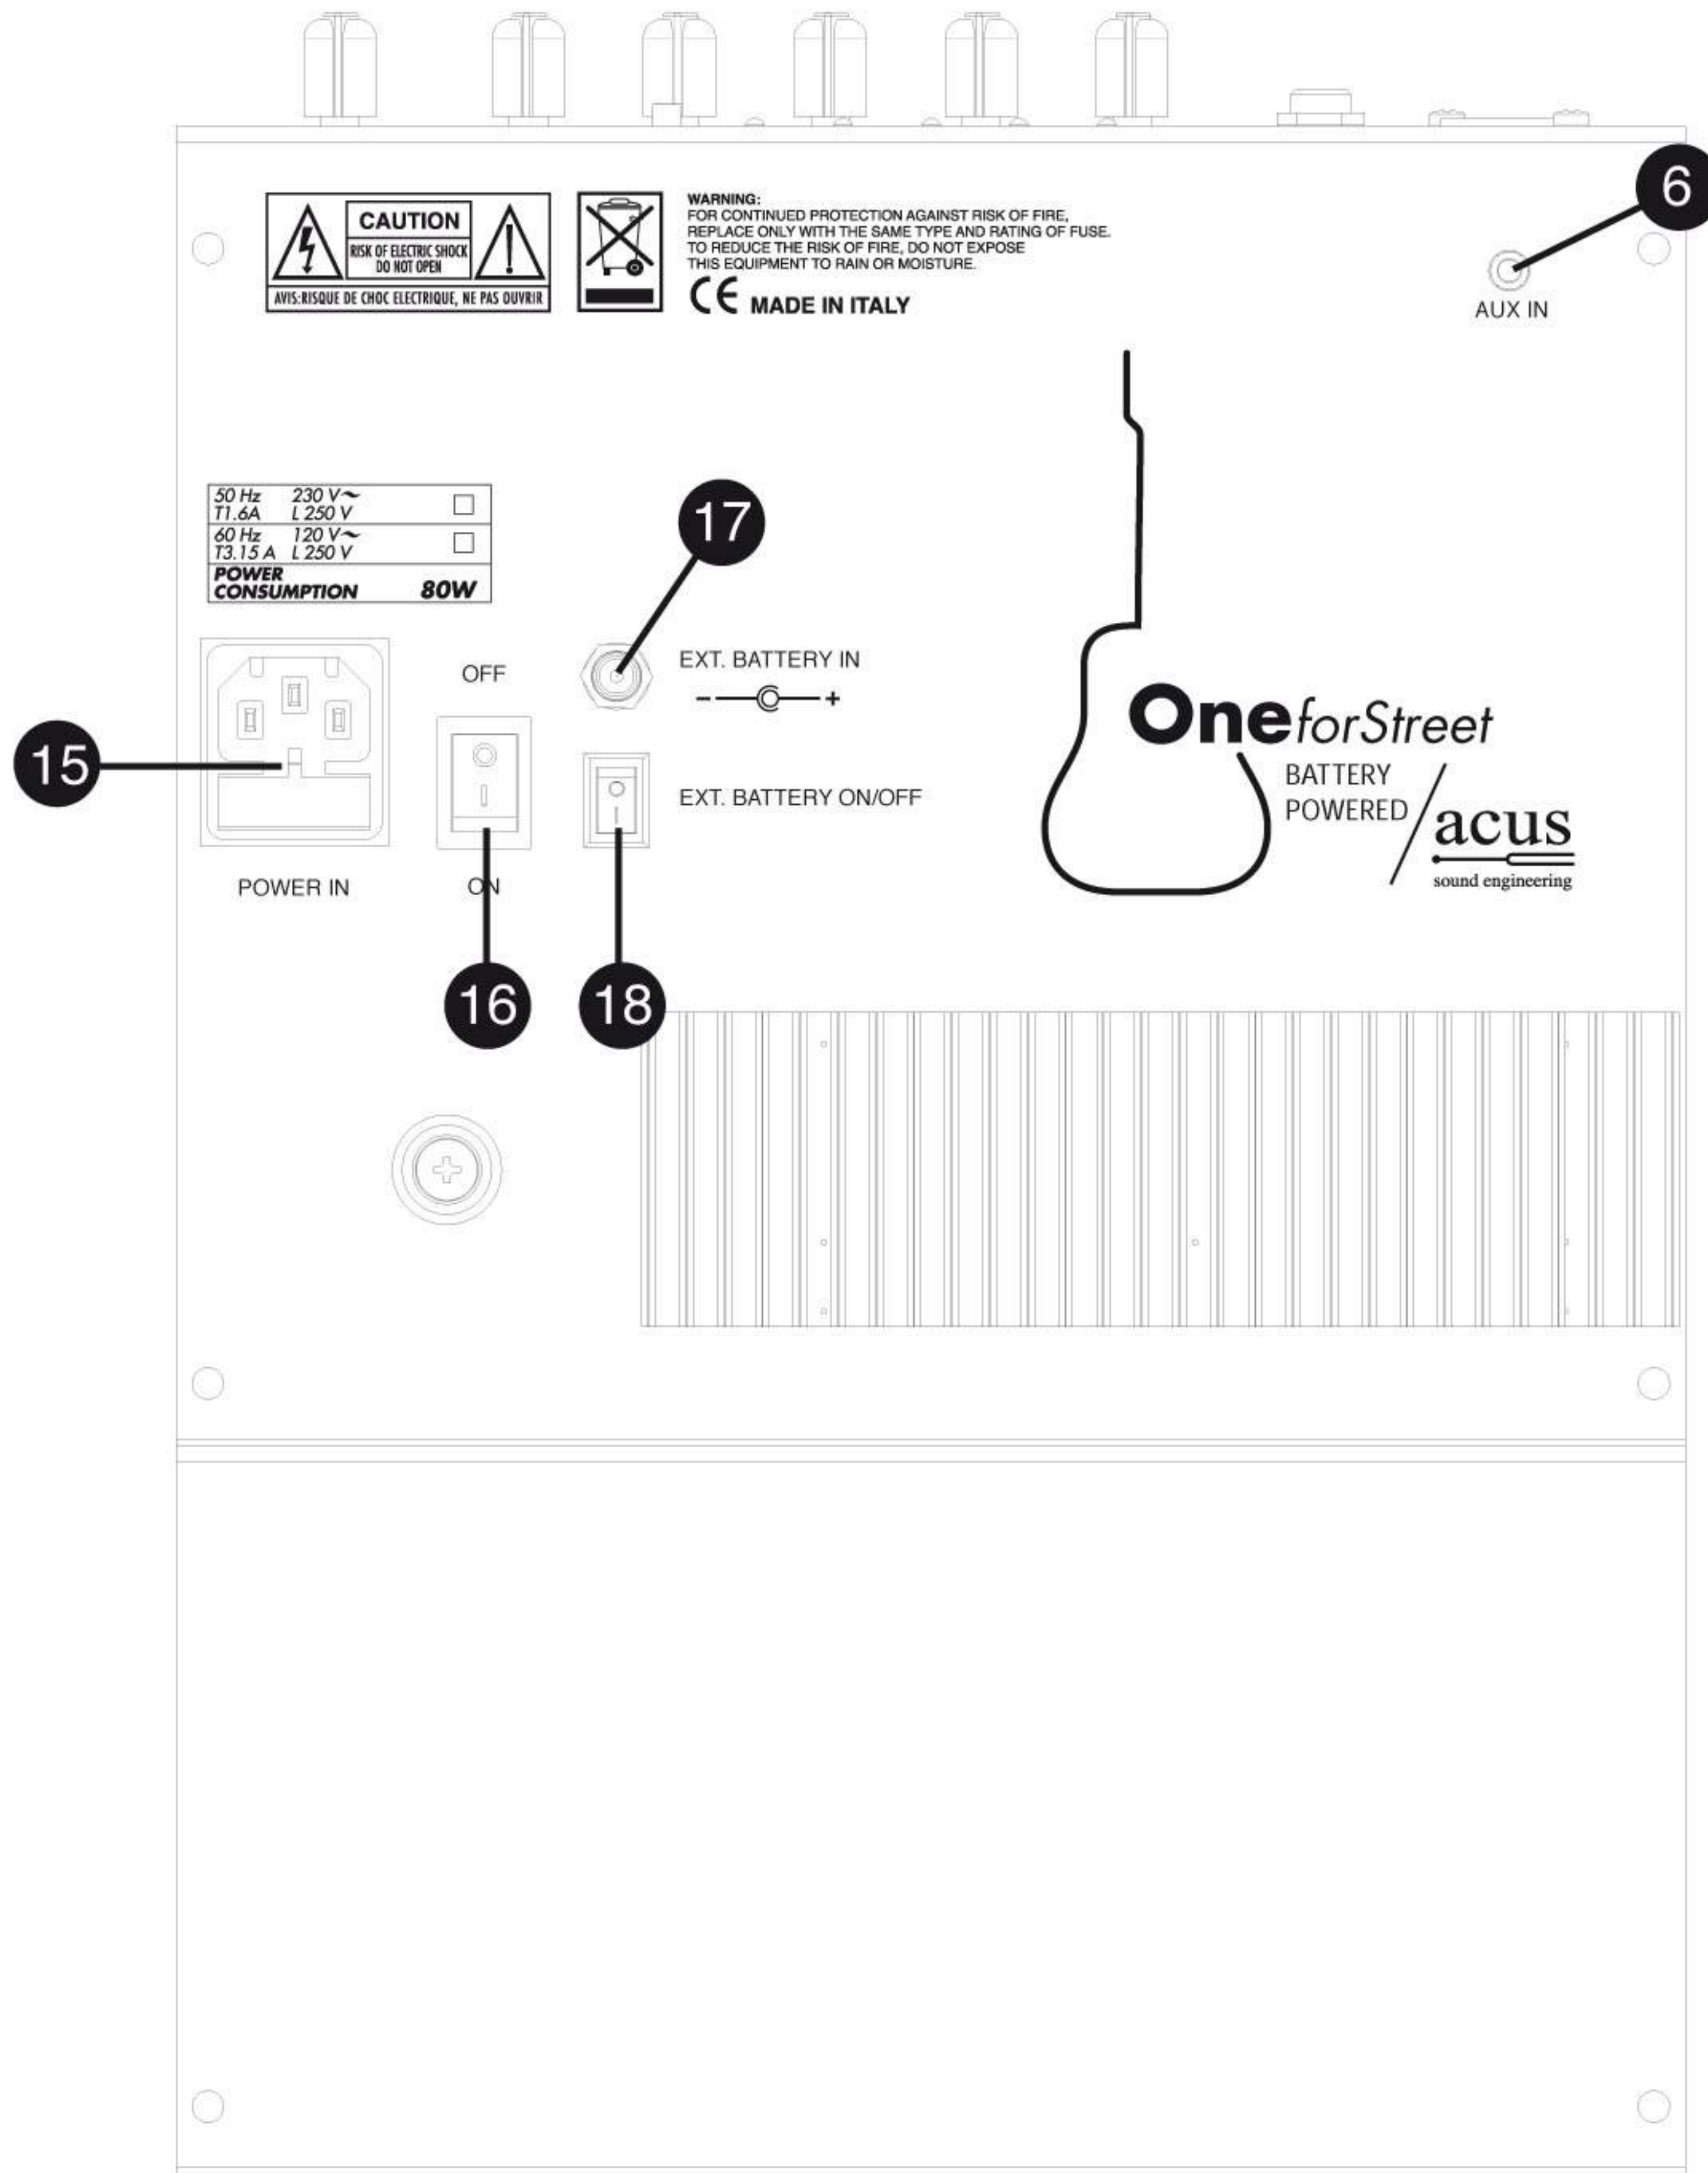 6
CAUTION
RISK OF ELECTRIC SHOCK
DO NOT OPEN
AVIS:RISQUE DE CHOC ELECTRIQUE, NE PAS OUVRIR
WARNING:
FOR CONTINUED PROTECTION AGAINST RISK OF FIRE,
REPLACE ONLY WITH THE SAME TYPE AND RATING OF FUSE.
TO REDUCE THE RISK OF FIRE, DO NOT EXPOSE
THIS EQUIPMENT TO RAIN OR MOISTURE.
CE MADE IN ITALY
AUX IN
50 Hz 230 V~
T1.6A L 250 V
60 Hz 120 V~
T3.15 A L 250 V
POWER
CONSUMPTION 80W
17
OFF
EXT. BATTERY IN
- +
15
EXT. BATTERY ON/OFF
POWER IN
ON
16
18
OneforStreet
BATTERY
POWERED
acus
sound engineering